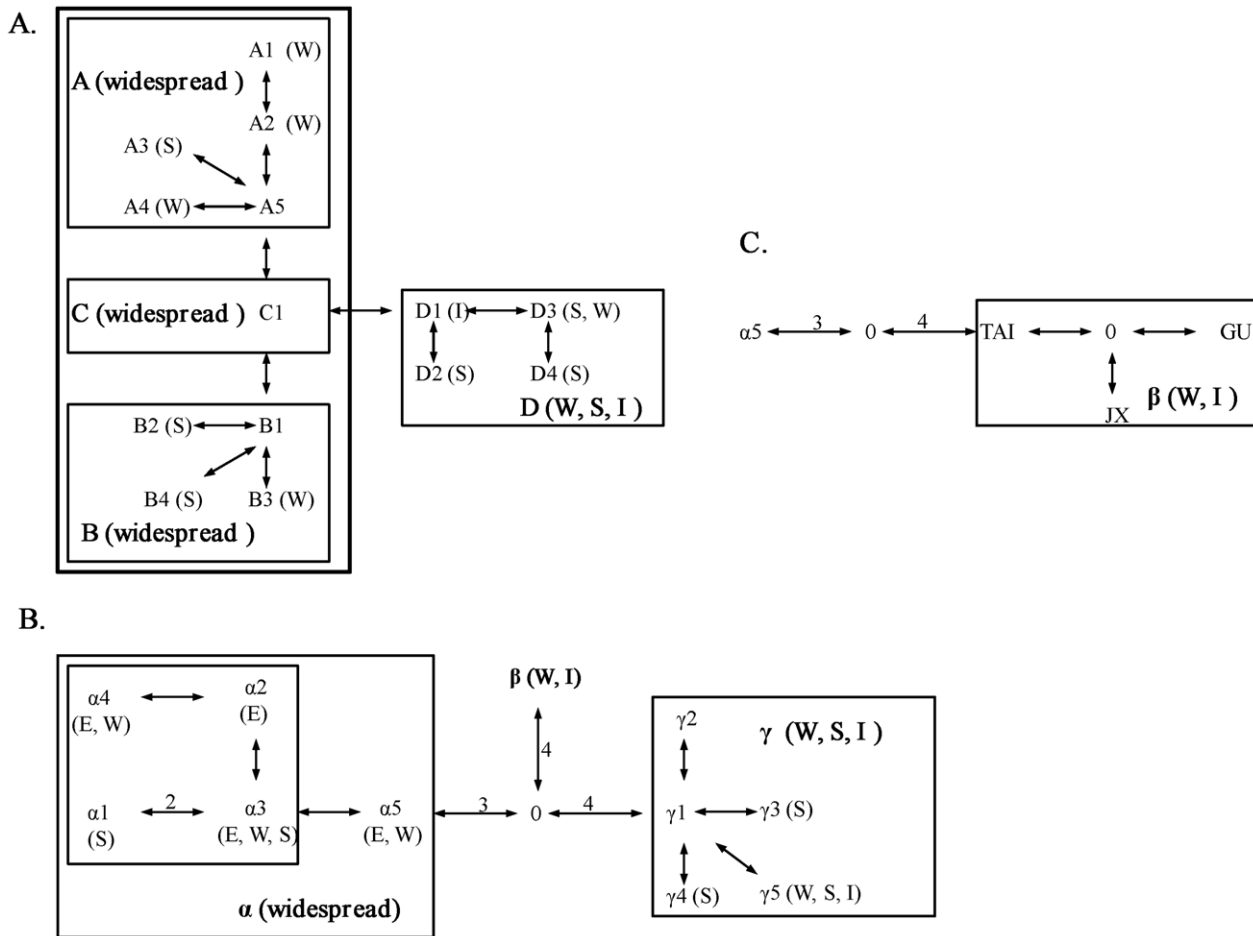 A.
A1 (W)
A (widespread )
A2 (W)
A3 (S)
A4 (W) A5
C (widespread ) C1
B2 (S) B1
B4 (S) B3 (W)
B (widespread )
D1 (I) D3 (S, W)
D2 (S) D4 (S)
D (W, S, I )
C.
α5 3 0 4 TAI 0 GU
JX β (W, I )
B.
α4 α2
(E, W) (E)
α1 2 α3 α5
(S) (E, W, S) (E, W)
α (widespread)
β (W, I)
4
3 0 4
γ2 γ (W, S, I )
γ1 γ3 (S)
γ4 (S) γ5 (W, S, I)